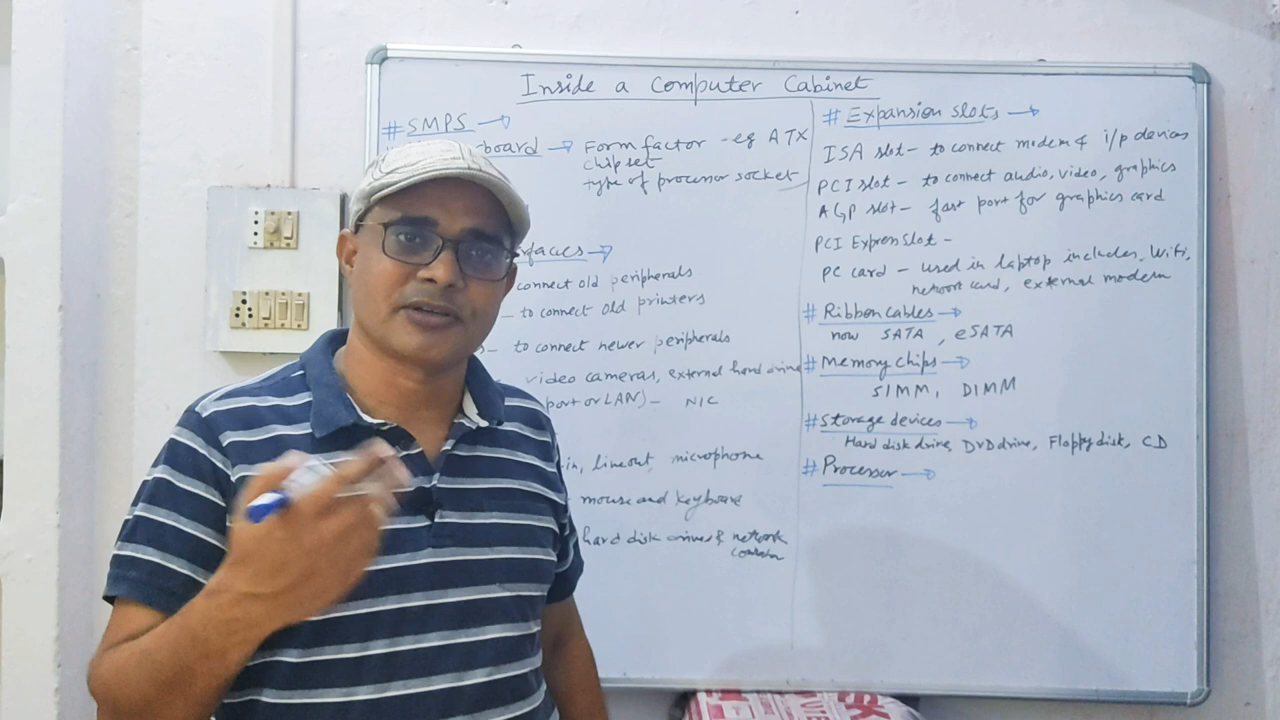 Inside a Computer Cabinet
# SMPS →
board → Form factor - eg ATX
chipset
type of procesor socket
faces →
connect old peripherals
- to connect old printers
s - to connect newer peripherals
video cameras, external hard drive
port or LAN) - NIC
in, lineout, microphone
- mouse and keyboard
hard disk drives & network
# Expansion slots →
ISA slot - to connect modem & i/p devices
PCI slot - to connect audio, video, graphics
AGP slot - fast port for graphics card
PCI Express slot -
PC card - used in laptop includes, Wifi,
network card, external modem
# Ribbon cables →
now SATA, eSATA
# Memory chips →
SIMM, DIMM
# Storage devices →
Hard disk drive, DVD drive, Floppy disk, CD
# Processor →